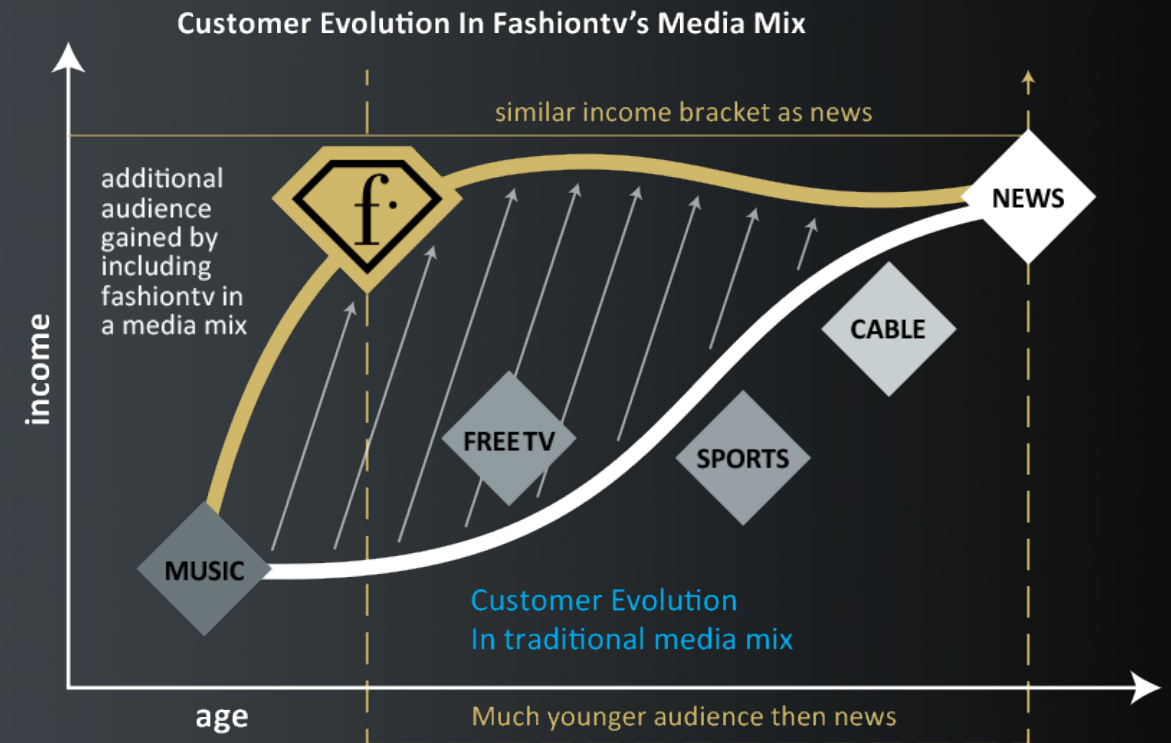 Customer Evolution In Fashiontv's Media Mix
similar income bracket as news
additional
audience
gained by
including
fashiontv in
a media mix
f.
NEWS
CABLE
FREE TV
SPORTS
MUSIC
income
Customer Evolution
In traditional media mix
age
Much younger audience then news